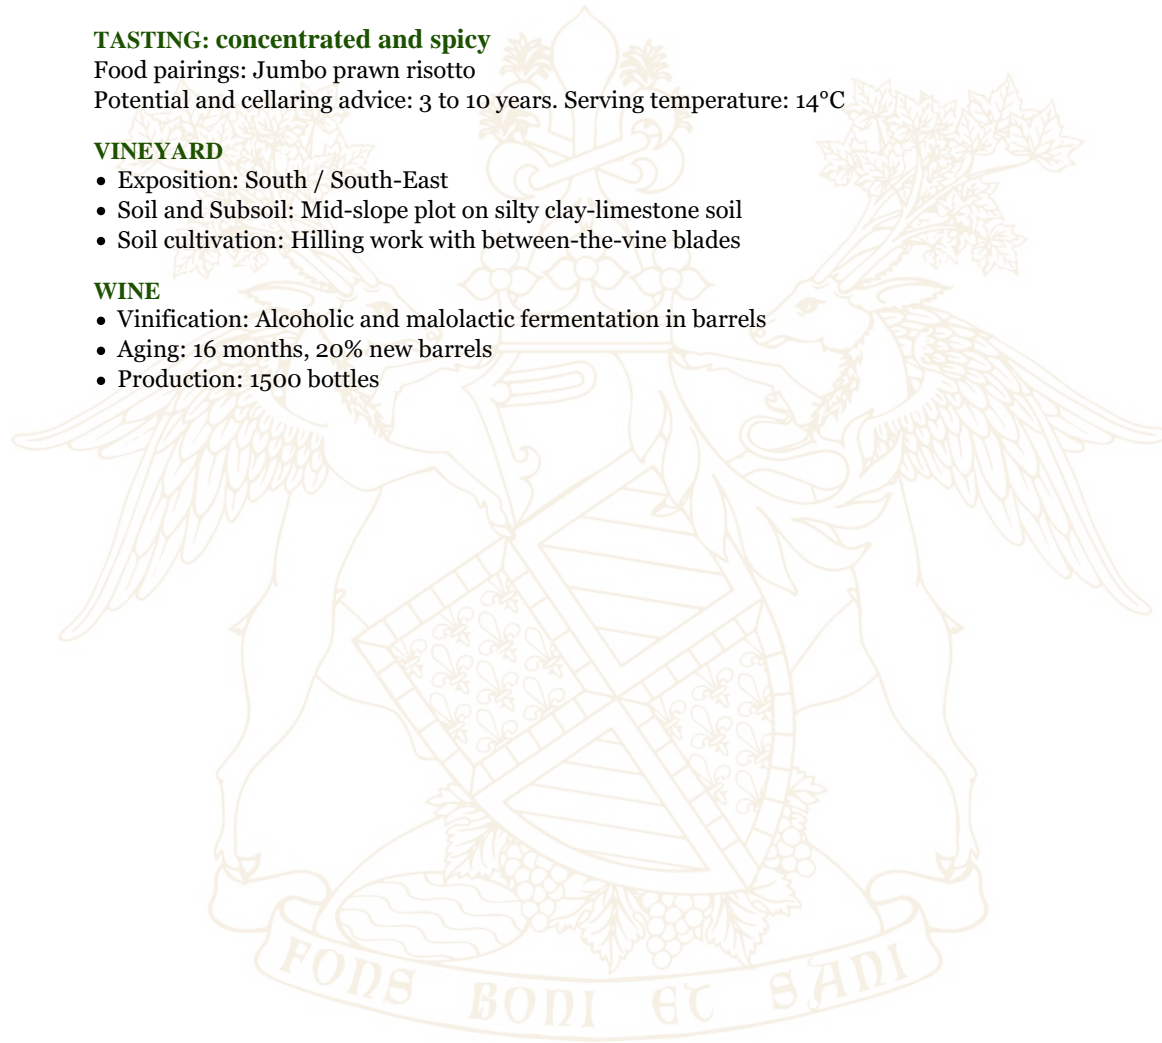 TASTING: concentrated and spicy
Food pairings: Jumbo prawn risotto
Potential and cellaring advice: 3 to 10 years. Serving temperature: 14°C
VINEYARD
• Exposition: South / South-East
• Soil and Subsoil: Mid-slope plot on silty clay-limestone soil
• Soil cultivation: Hilling work with between-the-vine blades
WINE
• Vinification: Alcoholic and malolactic fermentation in barrels
• Aging: 16 months, 20% new barrels
• Production: 1500 bottles
FONS BONI ET SANI